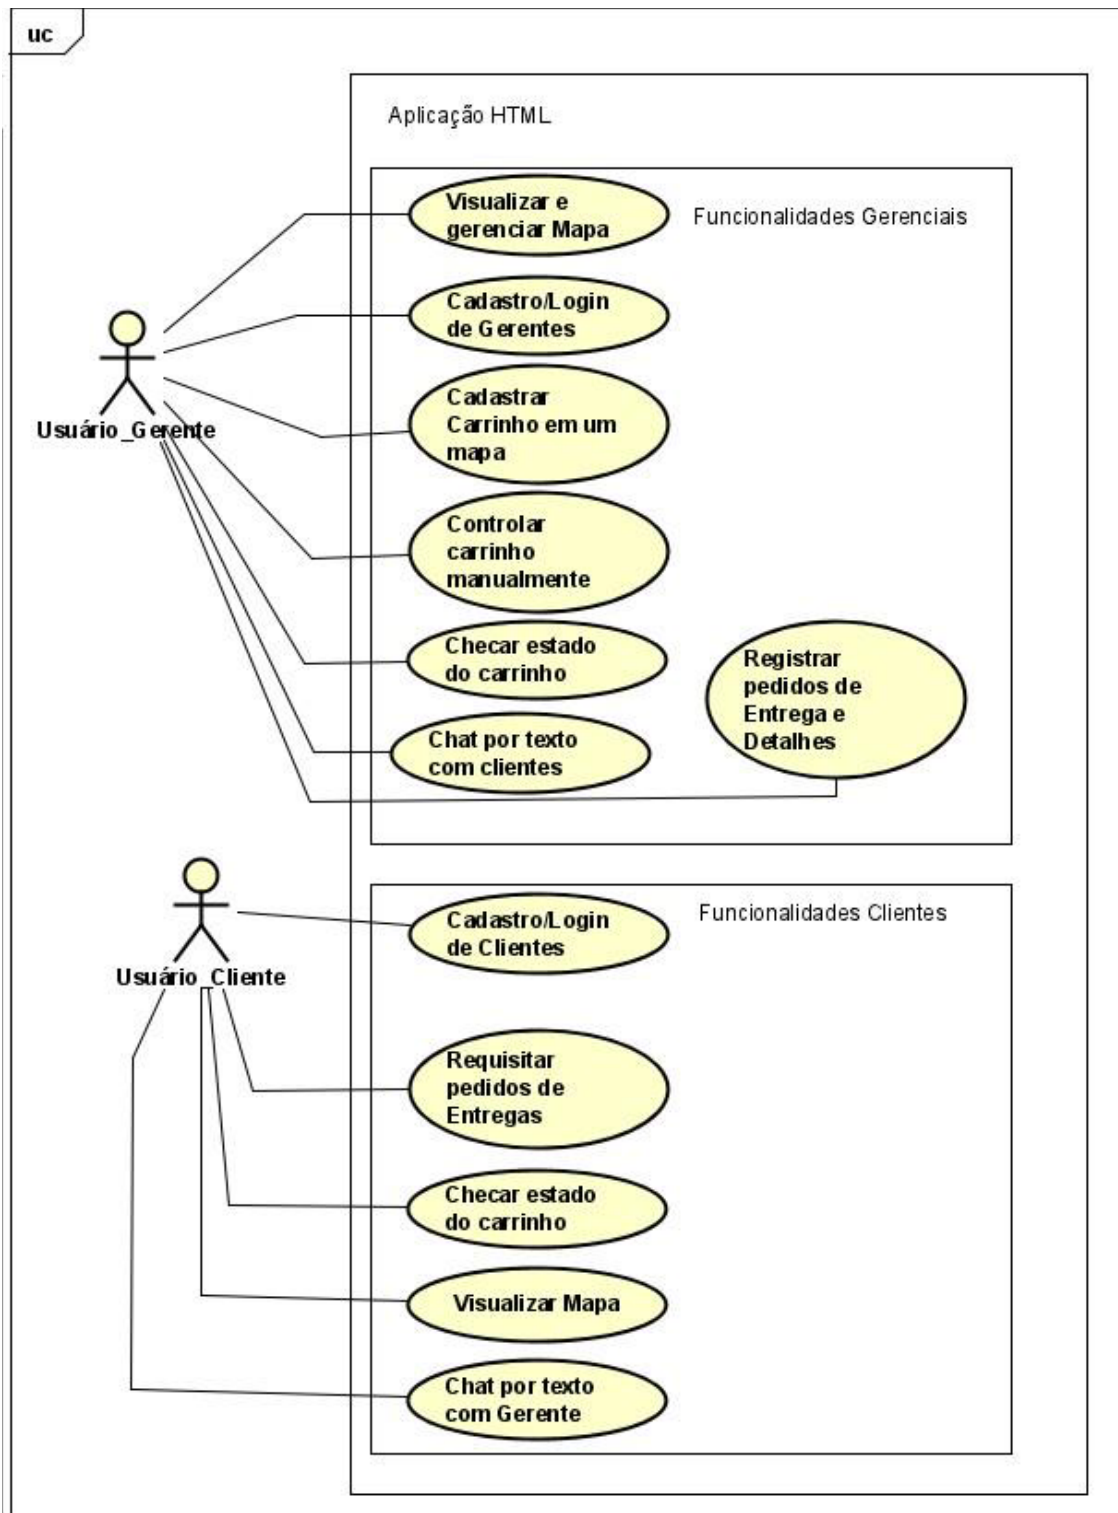 uc
Aplicação HTML
Funcionalidades Gerenciais
Visualizar e
gerenciar Mapa
Cadastro/Login
de Gerentes
Cadastrar
Carrinho em um
mapa
Usuário_Gerente
Controlar
carrinho
manualmente
Checar estado
do carrinho
Registrar
pedidos de
Entrega e
Detalhes
Chat por texto
com clientes
Funcionalidades Clientes
Cadastro/Login
de Clientes
Usuário_Cliente
Requisitar
pedidos de
Entregas
Checar estado
do carrinho
Visualizar Mapa
Chat por texto
com Gerente